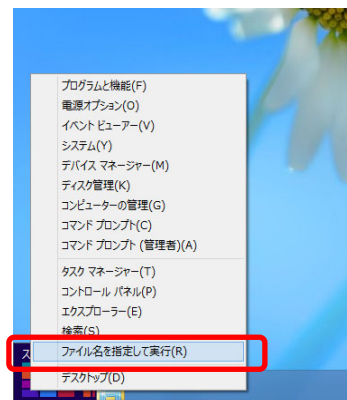 プログラムと機能(F)
電源オプション(O)
イベント ビューアー(V)
システム(Y)
デバイス マネージャー(M)
ディスク管理(K)
コンピューターの管理(G)
コマンド プロンプト(C)
コマンド プロンプト (管理者)(A)
タスク マネージャー(T)
コントロール パネル(P)
エクスプローラー(E)
検索(S)
ファイル名を指定して実行(R)
デスクトップ(D)